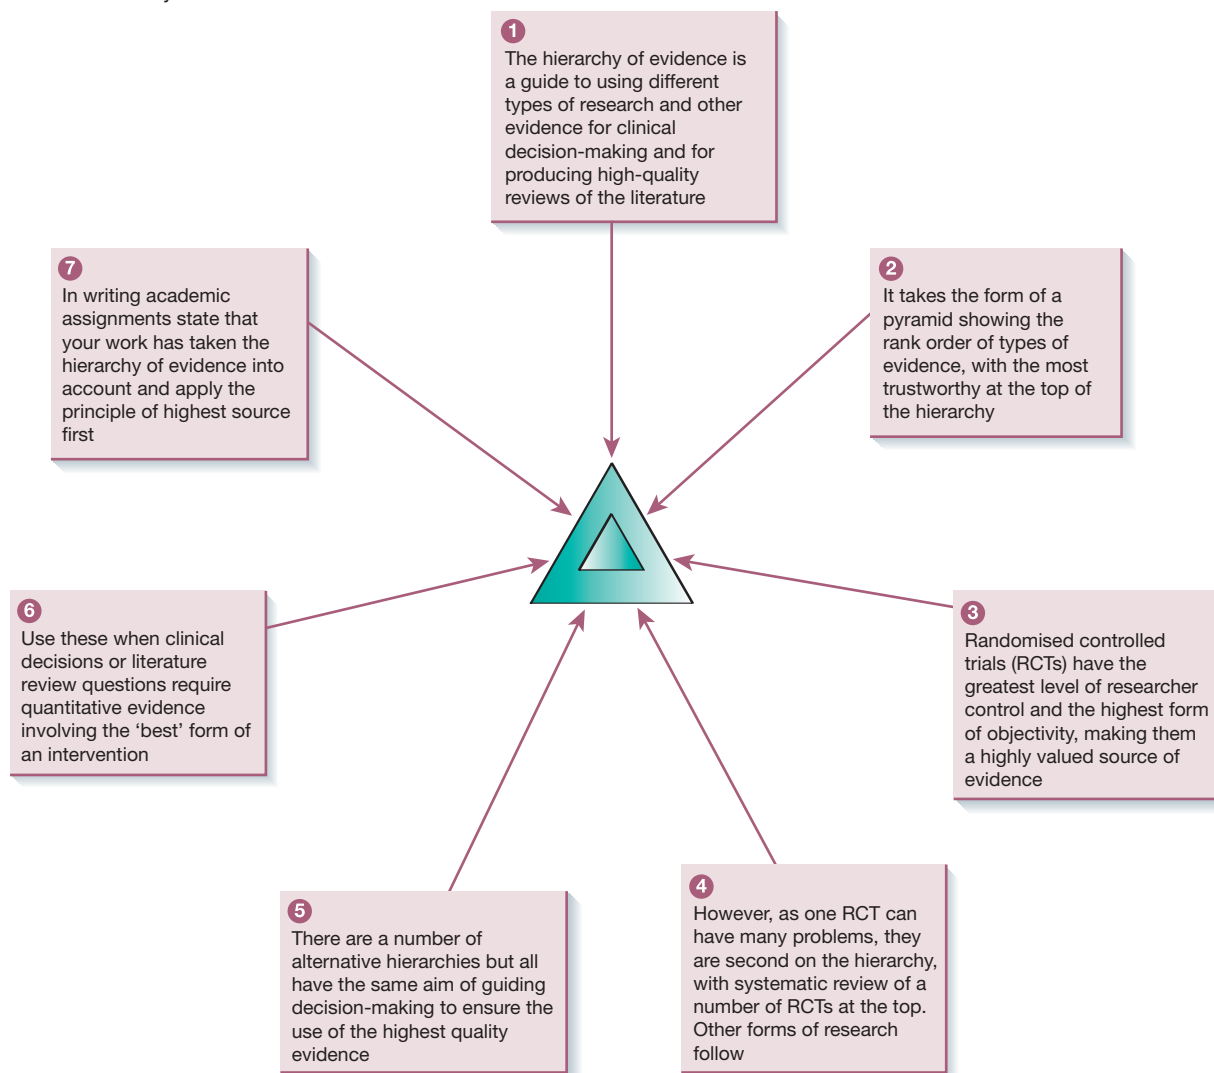 1
The hierarchy of evidence is
a guide to using different
types of research and other
evidence for clinical
decision-making and for
producing high-quality
reviews of the literature
2
It takes the form of a
pyramid showing the
rank order of types of
evidence, with the most
trustworthy at the top of
the hierarchy
3
Randomised controlled
trials (RCTs) have the
greatest level of researcher
control and the highest form
of objectivity, making them
a highly valued source of
evidence
4
However, as one RCT can
have many problems, they
are second on the hierarchy,
with systematic review of a
number of RCTs at the top.
Other forms of research
follow
5
There are a number of
alternative hierarchies but all
have the same aim of guiding
decision-making to ensure the
use of the highest quality
evidence
6
Use these when clinical
decisions or literature
review questions require
quantitative evidence
involving the ‘best’ form of
an intervention
7
In writing academic
assignments state that
your work has taken the
hierarchy of evidence into
account and apply the
principle of highest source
first